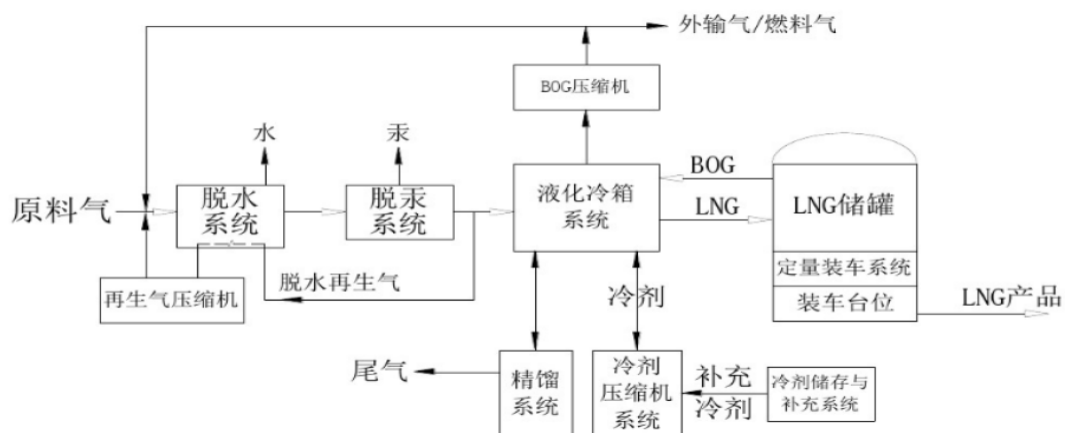 外输气/燃料气
BOG压缩机
水
汞
BOG
原料气
脱水
系统
脱汞
系统
液化冷箱
系统
LNG
LNG储罐
定量装车系统
装车台位
LNG产品
再生气压缩机
脱水再生气
冷剂
尾气
精馏
系统
冷剂
压缩机
系统
补充
冷剂
冷剂储存与
补充系统